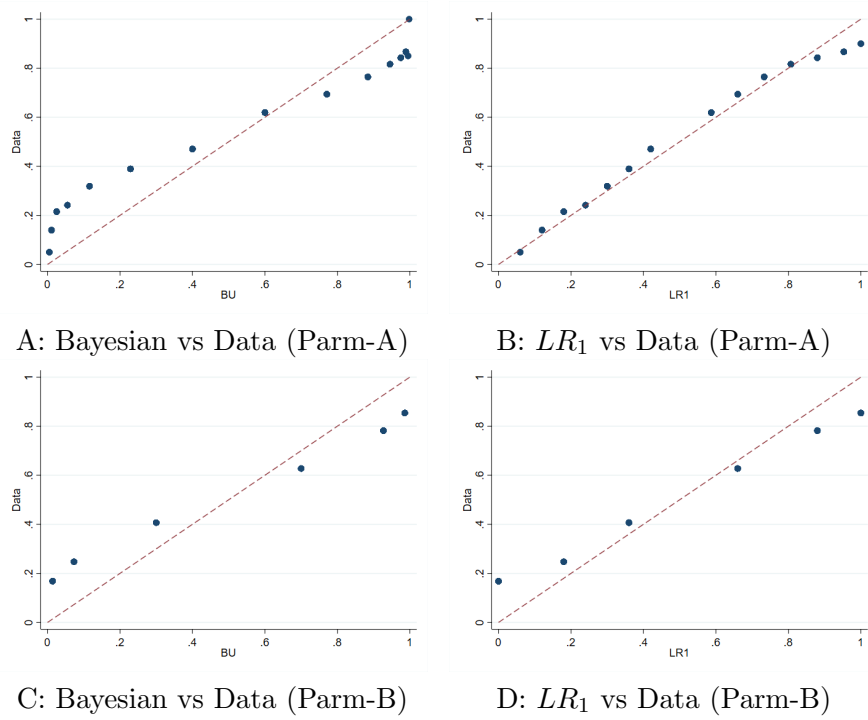 1
.8
.6
.4
.2
0
Data
0 .2 .4 .6 .8 1
BU
A: Bayesian vs Data (Parm-A)
1
.8
.6
.4
.2
0
Data
0 .2 .4 .6 .8 1
LR1
B: LR₁ vs Data (Parm-A)
1
.8
.6
.4
.2
0
Data
0 .2 .4 .6 .8 1
BU
C: Bayesian vs Data (Parm-B)
1
.8
.6
.4
.2
0
Data
0 .2 .4 .6 .8 1
LR1
D: LR₁ vs Data (Parm-B)